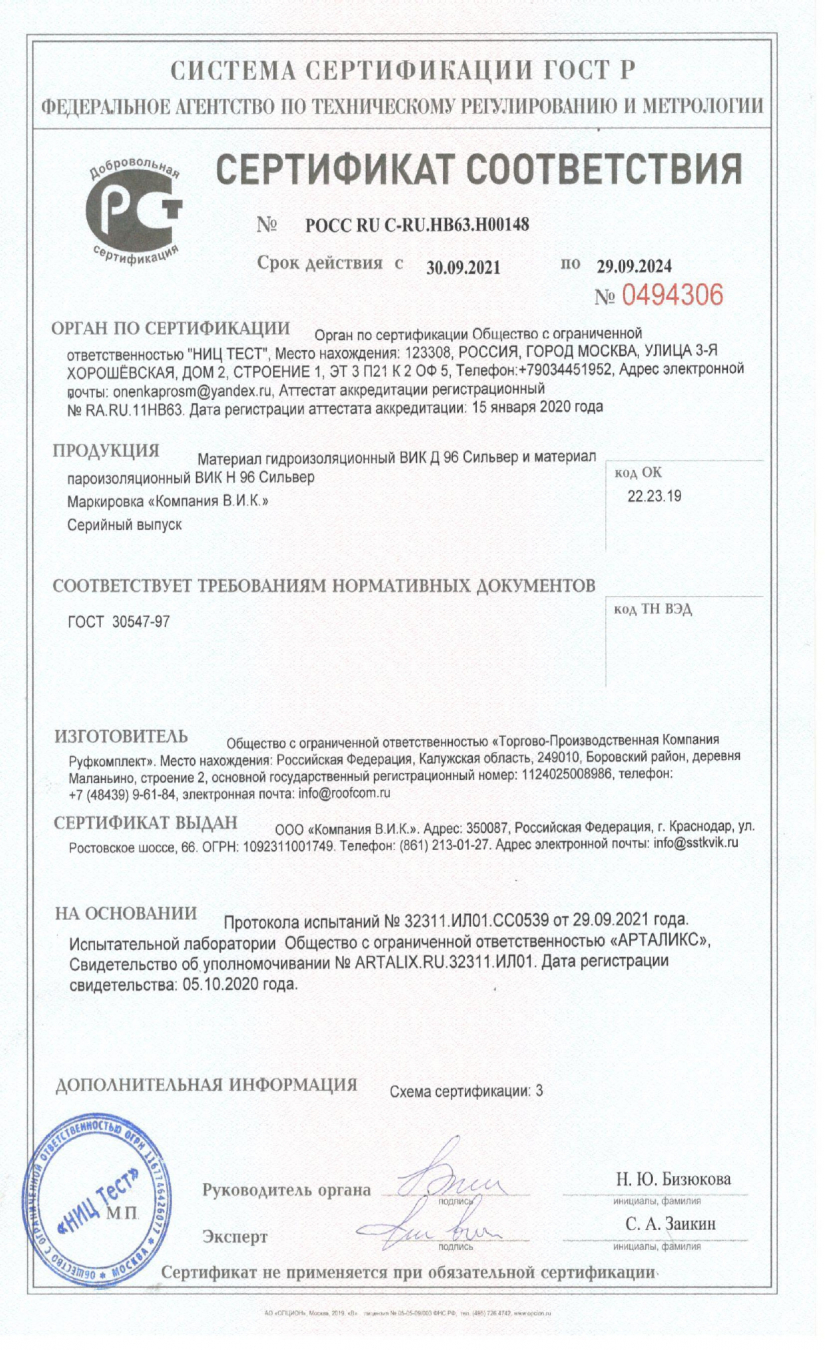 СИСТЕМА СЕРТИФИКАЦИИ ГОСТ Р
ФЕДЕРАЛЬНОЕ АГЕНТСТВО ПО ТЕХНИЧЕСКОМУ РЕГУЛИРОВАНИЮ И МЕТРОЛОГИИ
Добровольная
РСТ
сертификация
СЕРТИФИКАТ СООТВЕТСТВИЯ
№ РОСС RU C-RU.НВ63.Н00148
Срок действия с 30.09.2021 по 29.09.2024
№ 0494306
ОРГАН ПО СЕРТИФИКАЦИИ Орган по сертификации Общество с ограниченной
ответственностью "НИЦ ТЕСТ", Место нахождения: 123308, РОССИЯ, ГОРОД МОСКВА, УЛИЦА 3-Я
ХОРОШЁВСКАЯ, ДОМ 2, СТРОЕНИЕ 1, ЭТ 3 П21 К 2 ОФ 5, Телефон:+79034451952, Адрес электронной
почты: onenkaprosm@yandex.ru, Аттестат аккредитации регистрационный
№ RA.RU.11НВ63. Дата регистрации аттестата аккредитации: 15 января 2020 года
ПРОДУКЦИЯ Материал гидроизоляционный ВИК Д 96 Сильвер и материал
пароизоляционный ВИК Н 96 Сильвер
Маркировка «Компания В.И.К.»
Серийный выпуск
код ОК
22.23.19
СООТВЕТСТВУЕТ ТРЕБОВАНИЯМ НОРМАТИВНЫХ ДОКУМЕНТОВ
ГОСТ 30547-97
код ТН ВЭД
ИЗГОТОВИТЕЛЬ Общество с ограниченной ответственностью «Торгово-Производственная Компания
Руфкомплект». Место нахождения: Российская Федерация, Калужская область, 249010, Боровский район, деревня
Маланьино, строение 2, основной государственный регистрационный номер: 1124025008986, телефон:
+7 (48439) 9-61-84, электронная почта: info@roofcom.ru
СЕРТИФИКАТ ВЫДАН ООО «Компания В.И.К.». Адрес: 350087, Российская Федерация, г. Краснодар, ул.
Ростовское шоссе, 66. ОГРН: 1092311001749. Телефон: (861) 213-01-27. Адрес электронной почты: info@sstkvik.ru
НА ОСНОВАНИИ Протокола испытаний № 32311.ИЛ01.СС0539 от 29.09.2021 года.
Испытательной лаборатории Общество с ограниченной ответственностью «АРТАЛИКС»,
Свидетельство об уполномочивании № ARTALIX.RU.32311.ИЛ01. Дата регистрации
свидетельства: 05.10.2020 года.
ДОПОЛНИТЕЛЬНАЯ ИНФОРМАЦИЯ Схема сертификации: 3
ОБЩЕСТВО С ОГРАНИЧЕННОЙ ОТВЕТСТВЕННОСТЬЮ ОГРН 1167746426077 * МОСКВА *
«НИЦ Тест»
МП
Руководитель органа
подпись
Н. Ю. Бизюкова
инициалы, фамилия
Эксперт
подпись
С. А. Заикин
инициалы, фамилия
Сертификат не применяется при обязательной сертификации
АО «ОПЦИОН», Москва, 2019, «В»